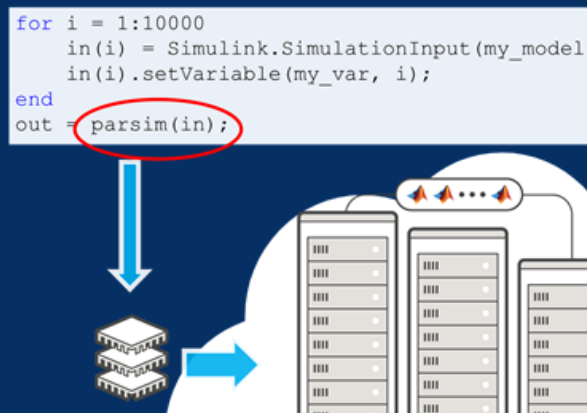 for i = 1:10000
in(i) = Simulink.SimulationInput(my_model
in(i).setVariable(my_var, i);
end
out = parsim(in);